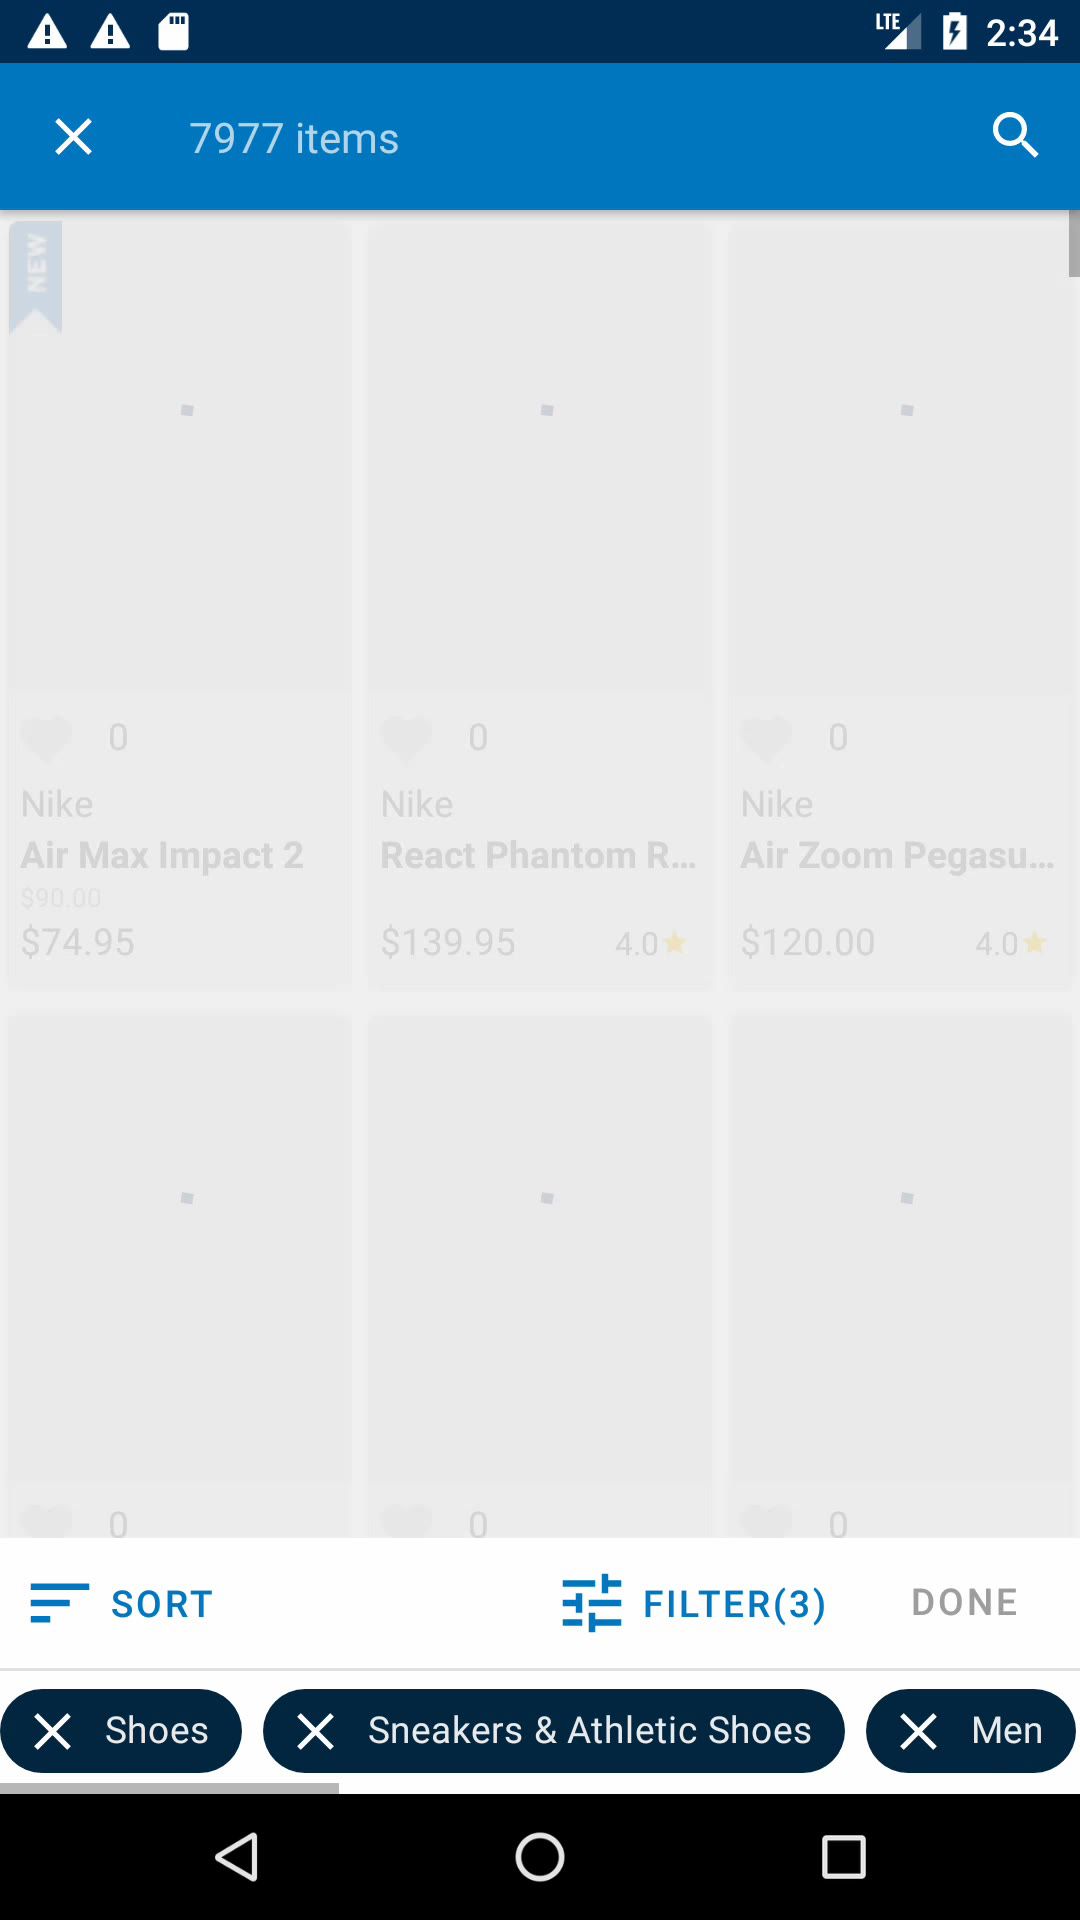 LTE 2:34
7977 items
NEW
0 0 0
Nike Nike Nike
Air Max Impact 2 React Phantom R... Air Zoom Pegasu...
$90.00
$74.95 $139.95 4.0 $120.00 4.0
0 0 0
SORT FILTER(3) DONE
Shoes Sneakers & Athletic Shoes Men